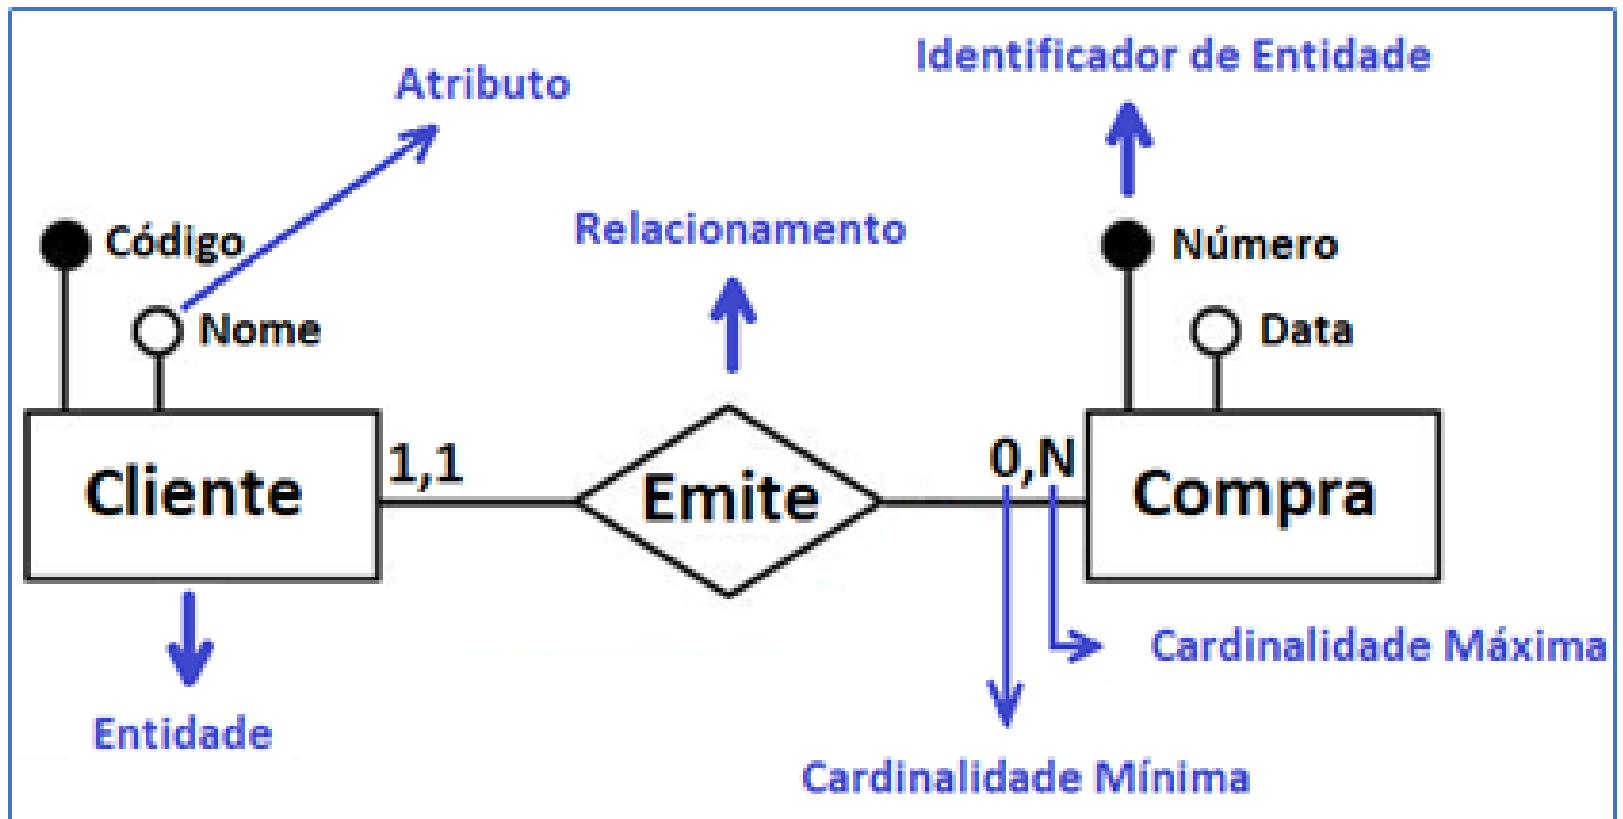 Identificador de Entidade
Atributo
Relacionamento
Código
Número
Nome
Data
1,1
0,N
Cliente
Emite
Compra
Cardinalidade Máxima
Entidade
Cardinalidade Mínima